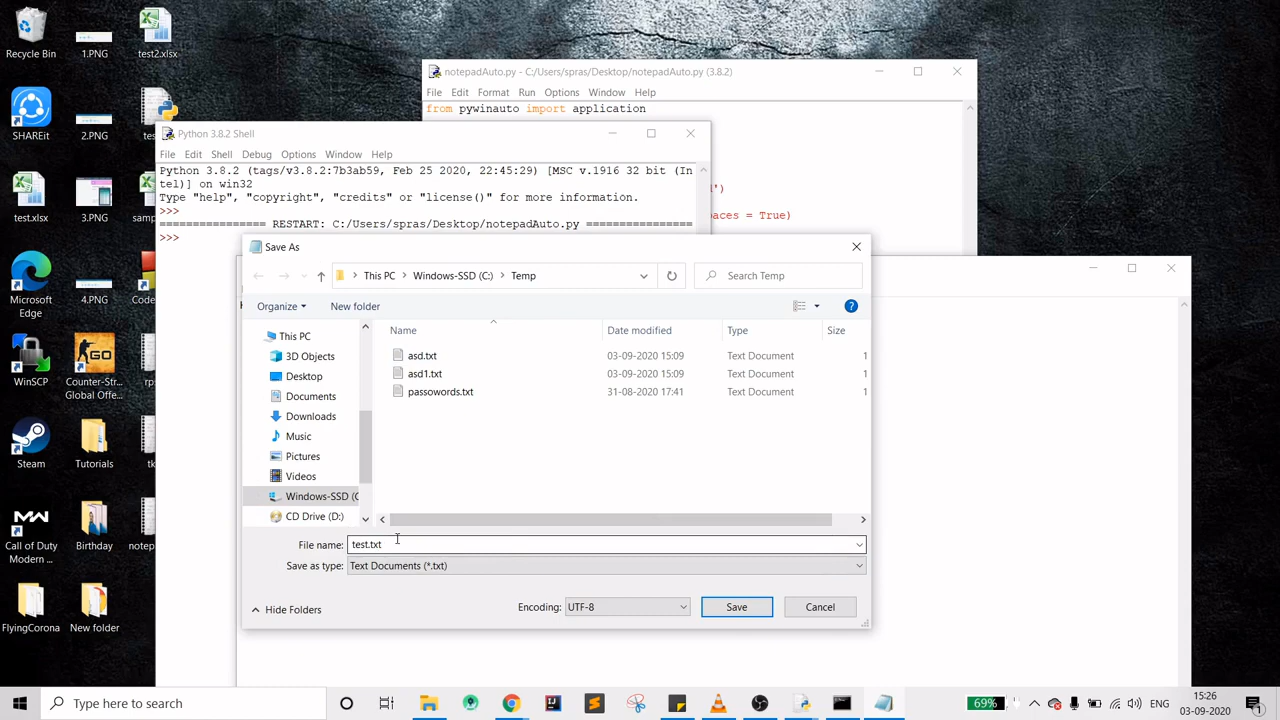 Recycle Bin
1.PNG
test2.xlsx
SHAREit
2.PNG
test.xlsx
3.PNG
Microsoft
Edge
4.PNG
WinSCP
Counter-Str...
Global Offe...
Steam
Tutorials
Call of Duty
Modern ...
Birthday
FlyingCorona
New folder
notepadAuto.py - C:/Users/spras/Desktop/notepadAuto.py (3.8.2)
File Edit Format Run Options Window Help
from pywinauto import application
')
paces = True)
Python 3.8.2 Shell
File Edit Shell Debug Options Window Help
Python 3.8.2 (tags/v3.8.2:7b3ab59, Feb 25 2020, 22:45:29) [MSC v.1916 32 bit (In
tel)] on win32
Type "help", "copyright", "credits" or "license()" for more information.
>>>
================ RESTART: C:/Users/spras/Desktop/notepadAuto.py ===============
>>>
Save As
This PC > Windows-SSD (C:) > Temp
Search Temp
Organize
New folder
Name Date modified Type Size
asd.txt 03-09-2020 15:09 Text Document 1
asd1.txt 03-09-2020 15:09 Text Document 1
passowords.txt 31-08-2020 17:41 Text Document 1
This PC
3D Objects
Desktop
Documents
Downloads
Music
Pictures
Videos
Windows-SSD (C
CD Drive (D:)
File name: test.txt
Save as type: Text Documents (*.txt)
Hide Folders
Encoding: UTF-8
Save
Cancel
Type here to search
69%
ENG
15:26
03-09-2020